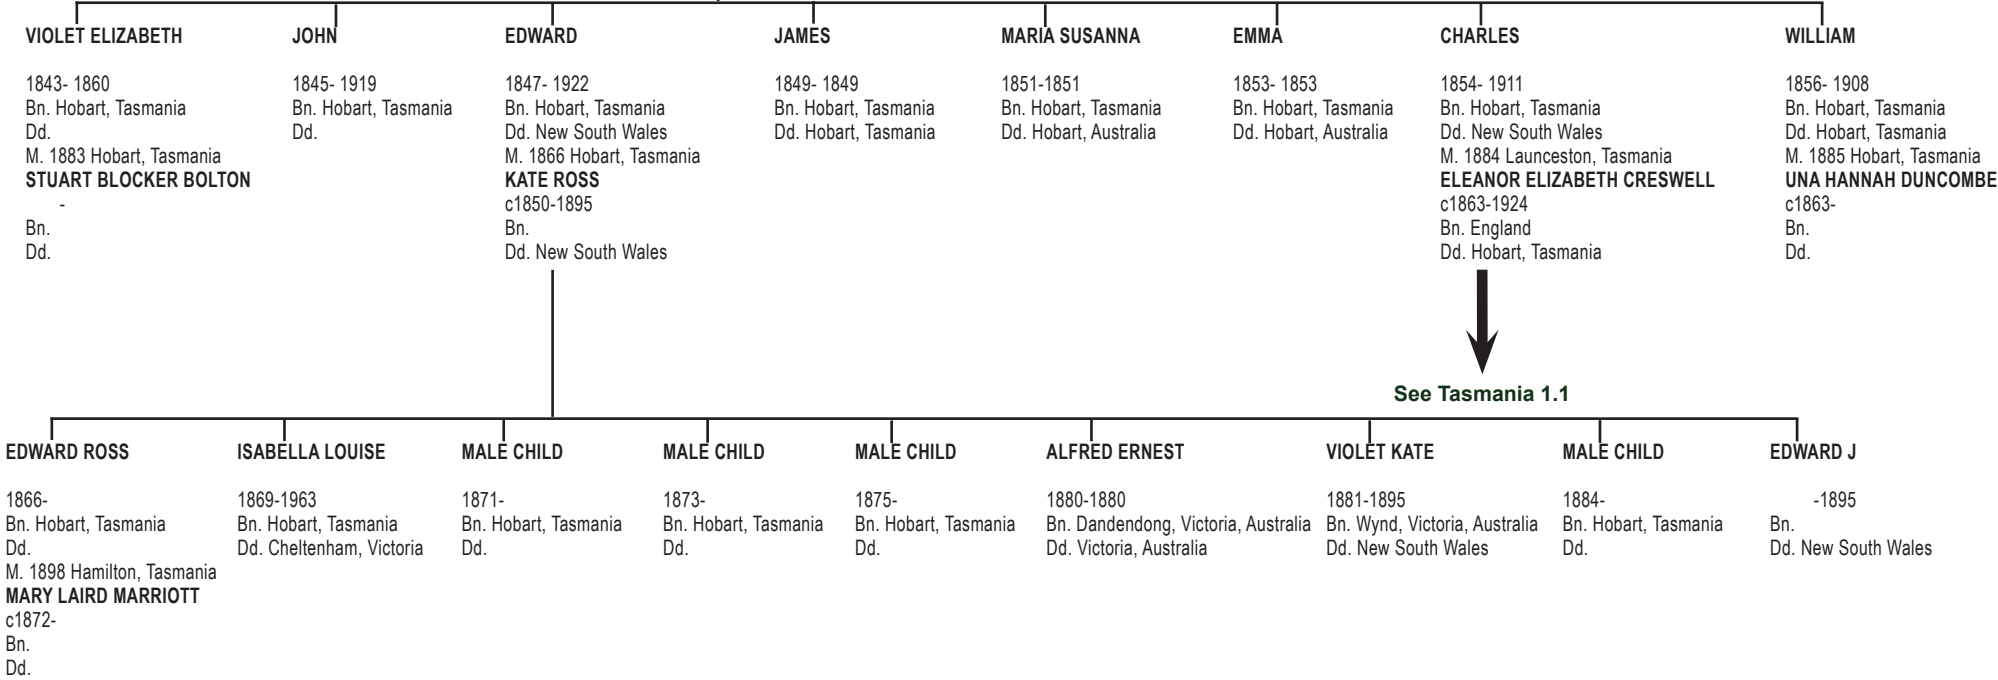 VIOLET ELIZABETH
1843- 1860
Bn. Hobart, Tasmania
Dd.
M. 1883 Hobart, Tasmania
STUART BLOCKER BOLTON
-
Bn.
Dd.
JOHN
1845- 1919
Bn. Hobart, Tasmania
Dd.
EDWARD
1847- 1922
Bn. Hobart, Tasmania
Dd. New South Wales
M. 1866 Hobart, Tasmania
KATE ROSS
c1850-1895
Bn.
Dd. New South Wales
JAMES
1849- 1849
Bn. Hobart, Tasmania
Dd. Hobart, Tasmania
MARIA SUSANNA
1851-1851
Bn. Hobart, Tasmania
Dd. Hobart, Australia
EMMA
1853- 1853
Bn. Hobart, Tasmania
Dd. Hobart, Australia
CHARLES
1854- 1911
Bn. Hobart, Tasmania
Dd. New South Wales
M. 1884 Launceston, Tasmania
ELEANOR ELIZABETH CRESWELL
c1863-1924
Bn. England
Dd. Hobart, Tasmania
See Tasmania 1.1
WILLIAM
1856- 1908
Bn. Hobart, Tasmania
Dd. Hobart, Tasmania
M. 1885 Hobart, Tasmania
UNA HANNAH DUNCOMBE
c1863-
Bn.
Dd.
EDWARD ROSS
1866-
Bn. Hobart, Tasmania
Dd.
M. 1898 Hamilton, Tasmania
MARY LAIRD MARRIOTT
c1872-
Bn.
Dd.
ISABELLA LOUISE
1869-1963
Bn. Hobart, Tasmania
Dd. Cheltenham, Victoria
MALE CHILD
1871-
Bn. Hobart, Tasmania
Dd.
MALE CHILD
1873-
Bn. Hobart, Tasmania
Dd.
MALE CHILD
1875-
Bn. Hobart, Tasmania
Dd.
ALFRED ERNEST
1880-1880
Bn. Dandendong, Victoria, Australia
Dd. Victoria, Australia
VIOLET KATE
1881-1895
Bn. Wynd, Victoria, Australia
Dd. New South Wales
MALE CHILD
1884-
Bn. Hobart, Tasmania
Dd.
EDWARD J
-1895
Bn.
Dd. New South Wales